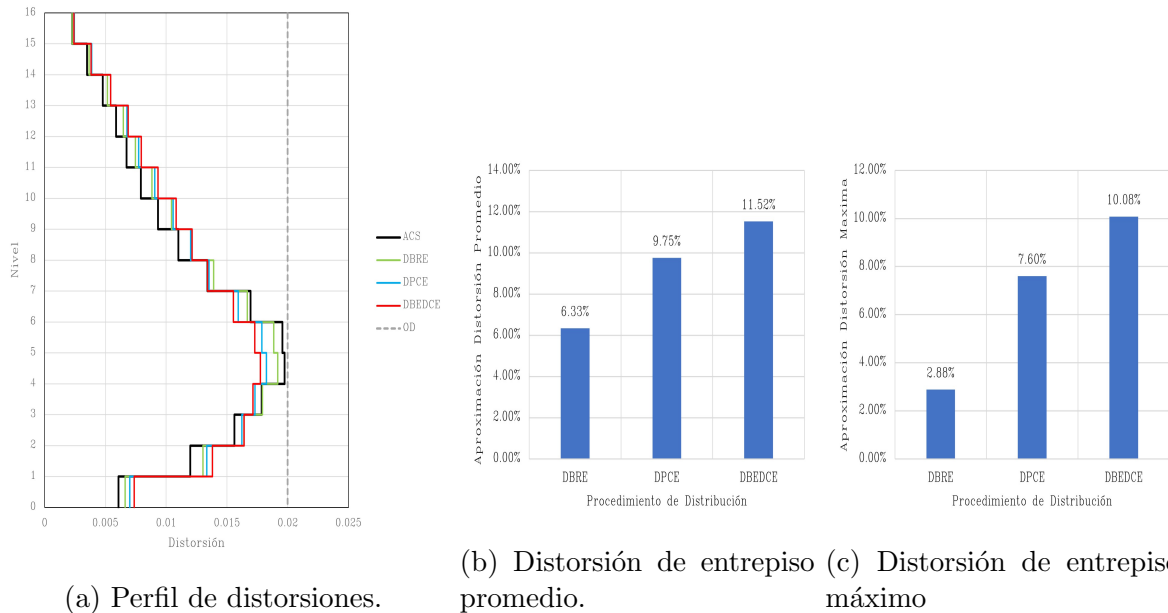 16
15
14
13
12
11
10
9
8
7
6
5
4
3
2
1
0
Nivel
0 0.005 0.01 0.015 0.02 0.025
Distorsión
ACS
DBRE
DPCE
DBEDCE
OD
(a) Perfil de distorsiones.
14.00%
12.00%
10.00%
8.00%
6.00%
4.00%
2.00%
0.00%
Aproximación Distorsión Promedio
6.33%
9.75%
11.52%
DBRE DPCE DBEDCE
Procedimiento de Distribución
(b) Distorsión de entrepiso
promedio.
12.00%
10.00%
8.00%
6.00%
4.00%
2.00%
0.00%
Aproximación Distorsión Maxima
2.88%
7.60%
10.08%
DBRE DPCE DBEDCE
Procedimiento de Distribución
(c) Distorsión de entrepiso
máximo